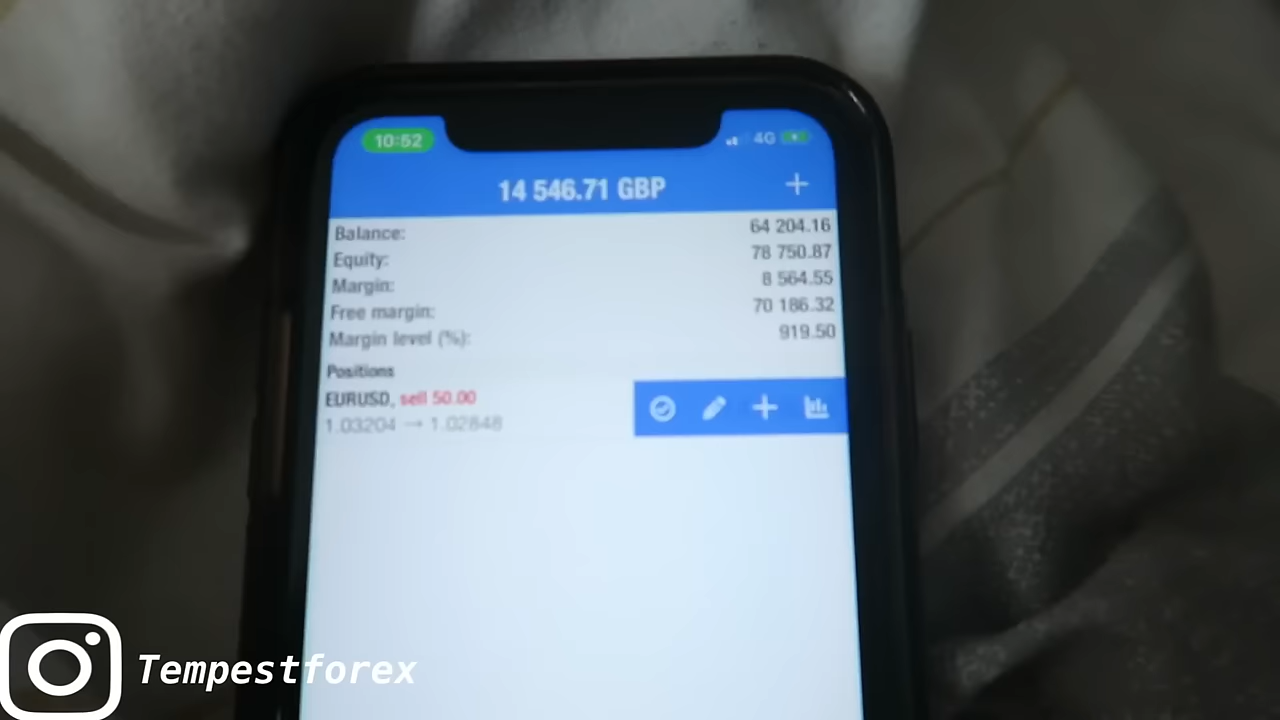 10:52 4G
14 546.71 GBP
Balance: 64 204.16
Equity: 78 750.87
Margin: 8 564.55
Free margin: 70 186.32
Margin level (%): 919.50
Positions
EURUSD, sell 50.00
1.03204 → 1.02848
Tempestforex